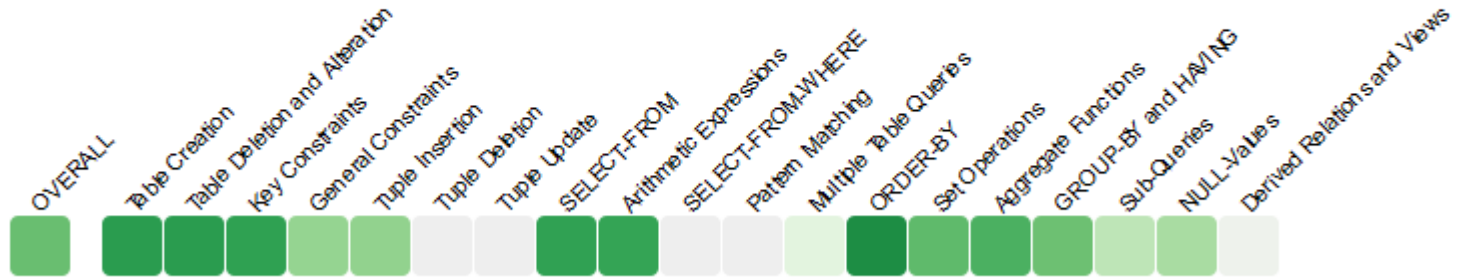 OVERALL
Table Creation
Table Deletion and Alteration
Key Constraints
General Constraints
Tuple Insertion
Tuple Deletion
Tuple Update
SELECT-FROM
Arithmetic Expressions
SELECT-FROM-WHERE
Pattern Matching
Multiple Table Queries
ORDER-BY
Set Operations
Aggregate Functions
GROUP-BY and HAVING
Sub-Queries
NULL-Values
Derived Relations and Views